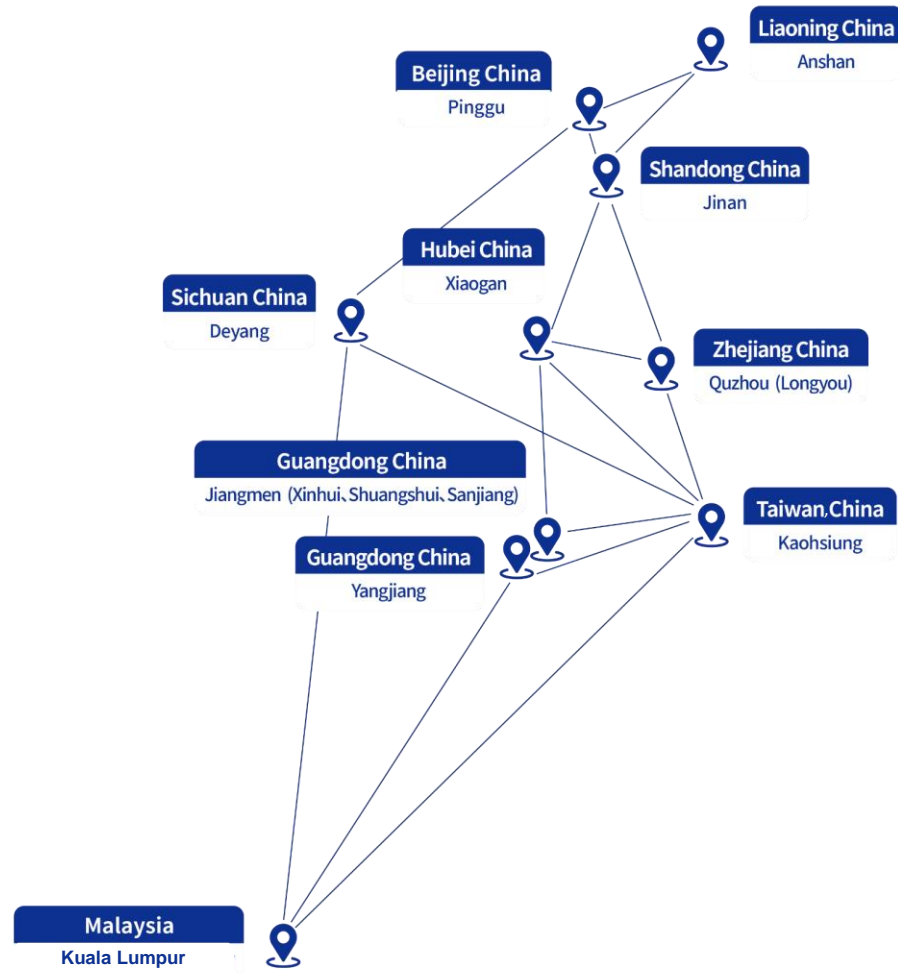 Liaoning China
Anshan
Beijing China
Pinggu
Shandong China
Jinan
Hubei China
Xiaogan
Sichuan China
Deyang
Zhejiang China
Quzhou (Longyou)
Guangdong China
Jiangmen (Xinhui、Shuangshui、Sanjiang)
Taiwan,China
Kaohsiung
Guangdong China
Yangjiang
Malaysia
Kuala Lumpur